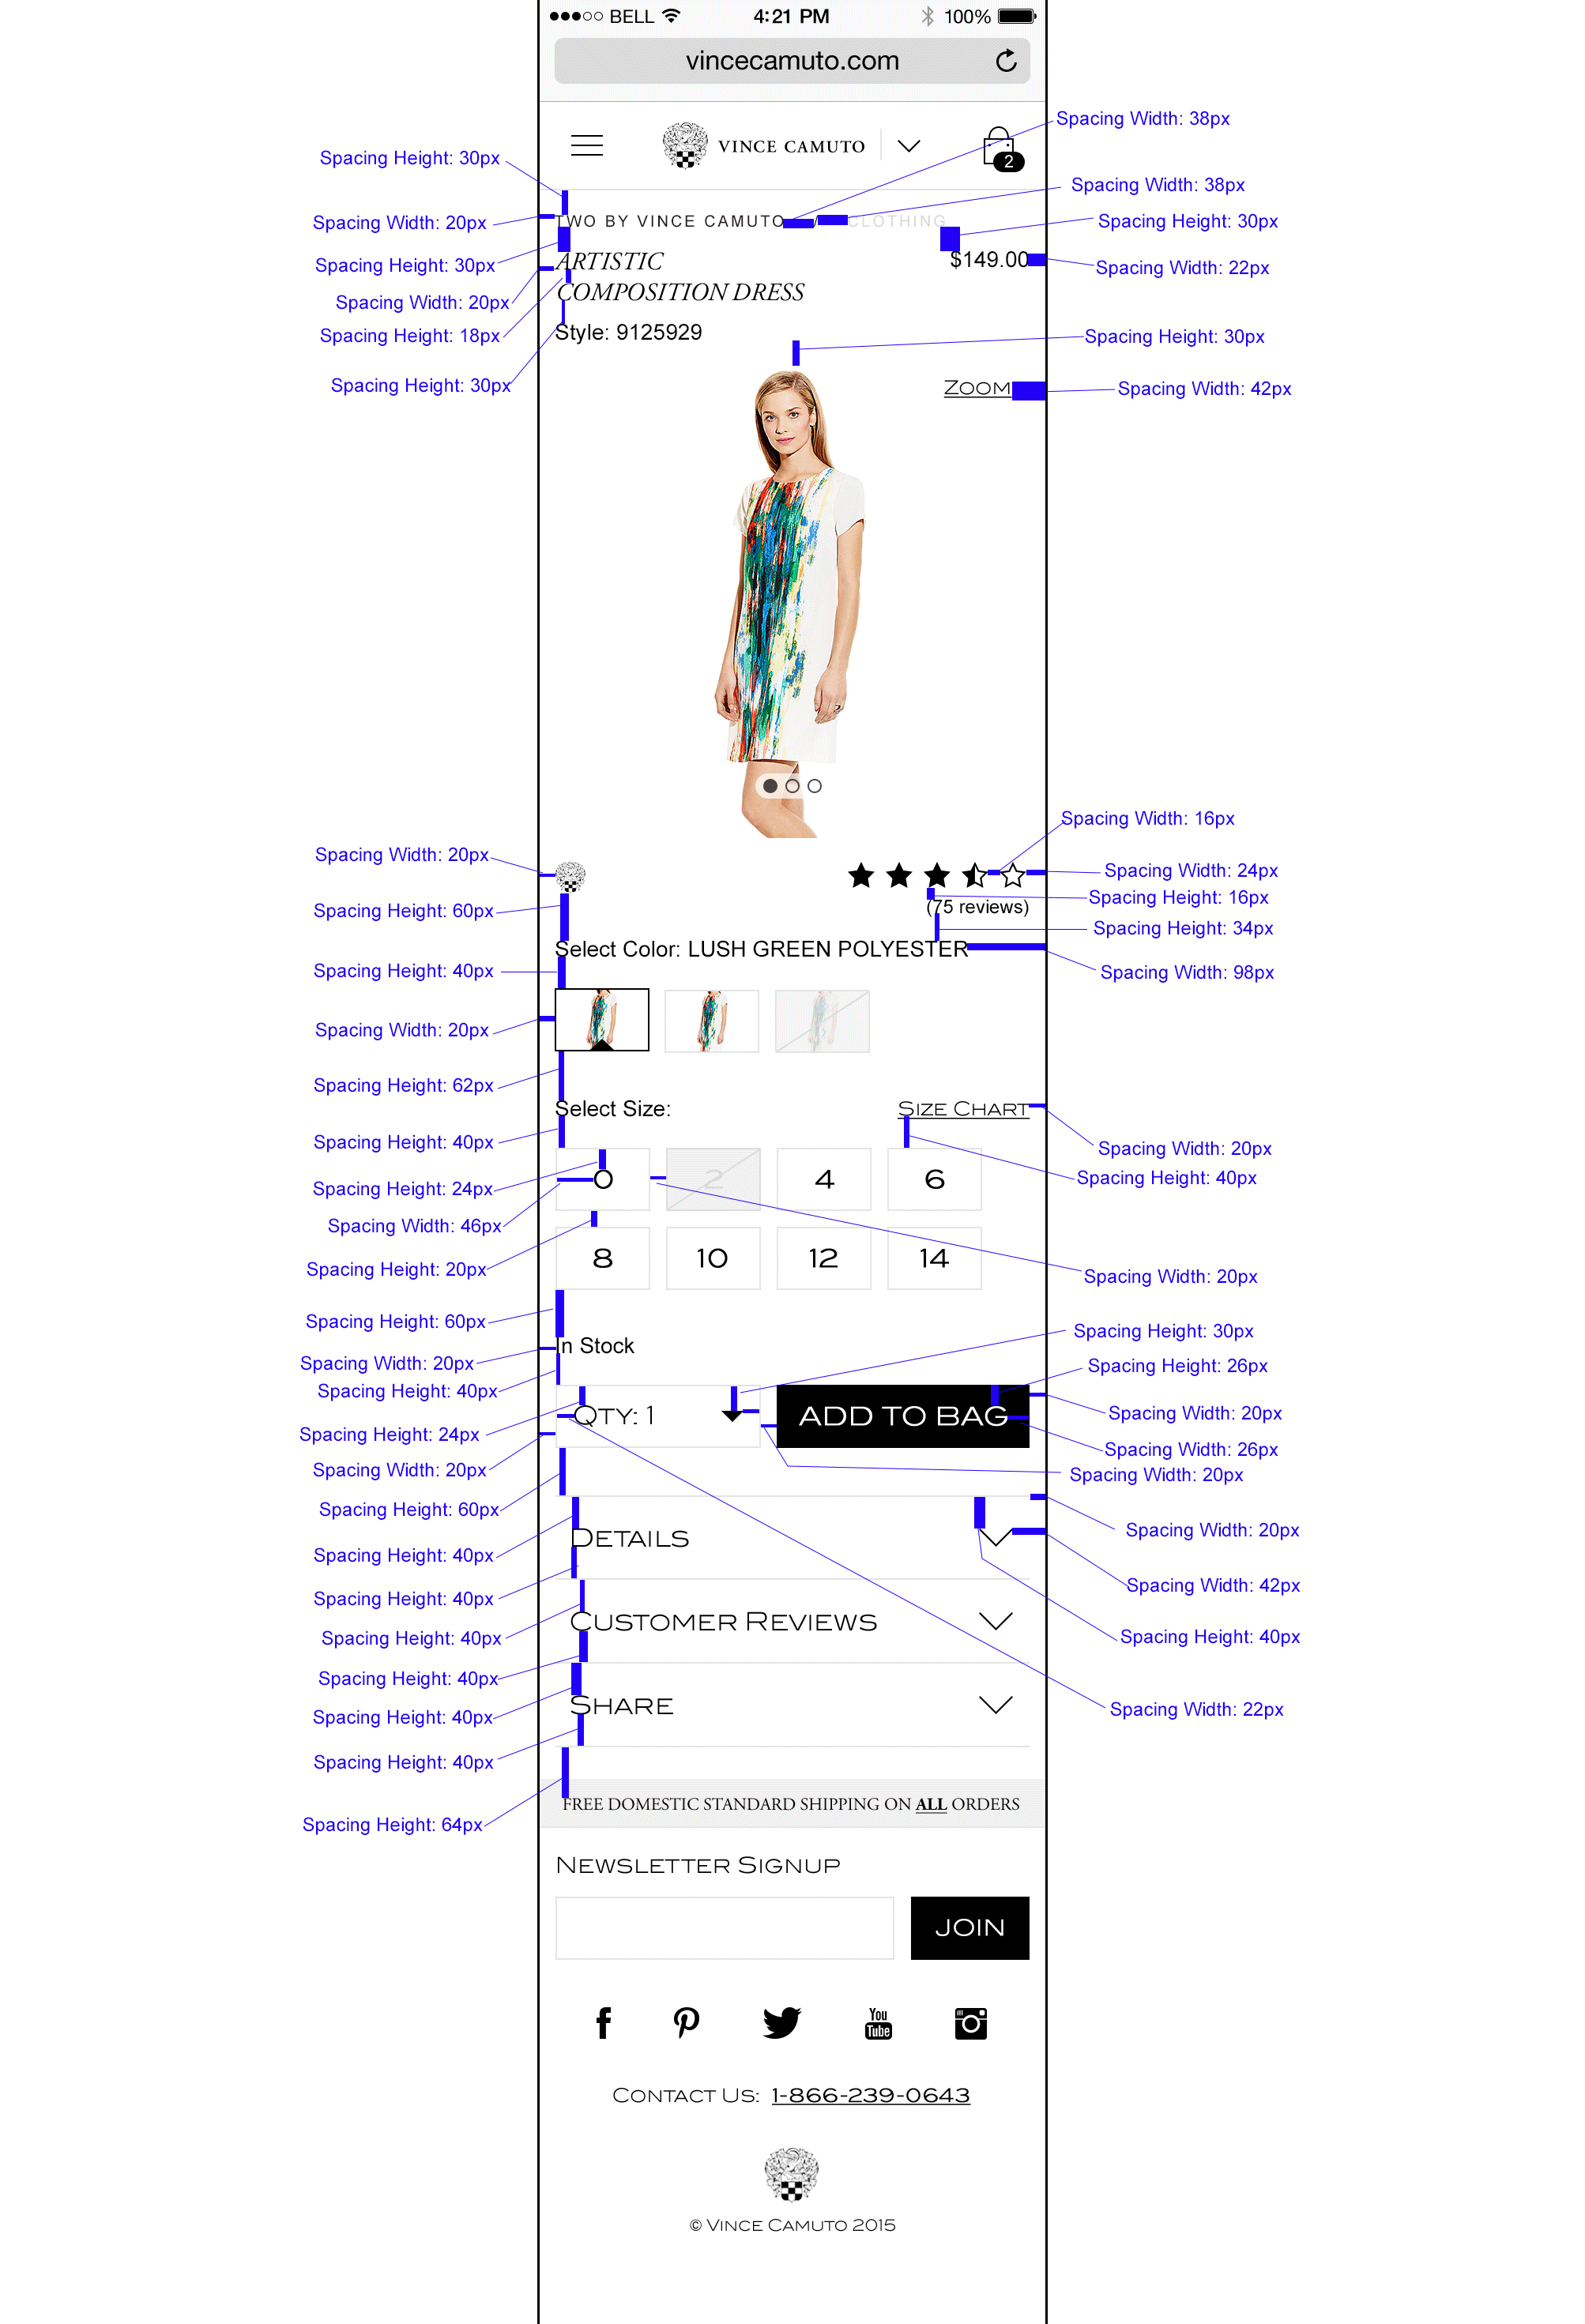 BELL 4:21 PM 100%
vincecamuto.com
Spacing Width: 38px
VINCE CAMUTO
2
Spacing Height: 30px
Spacing Width: 38px
Spacing Width: 20px
TWO BY VINCE CAMUTO / CLOTHING
Spacing Height: 30px
Spacing Height: 30px
ARTISTIC
$149.00
Spacing Width: 22px
Spacing Width: 20px
COMPOSITION DRESS
Spacing Height: 18px
Style: 9125929
Spacing Height: 30px
Spacing Height: 30px
ZOOM
Spacing Width: 42px
Spacing Width: 16px
Spacing Width: 20px
Spacing Width: 24px
Spacing Height: 16px
Spacing Height: 60px
(75 reviews)
Spacing Height: 34px
Select Color: LUSH GREEN POLYESTER
Spacing Height: 40px
Spacing Width: 98px
Spacing Width: 20px
Spacing Height: 62px
Select Size:
SIZE CHART
Spacing Height: 40px
Spacing Width: 20px
Spacing Height: 24px
0 2 4 6
Spacing Height: 40px
Spacing Width: 46px
Spacing Height: 20px
8 10 12 14
Spacing Width: 20px
Spacing Height: 60px
In Stock
Spacing Height: 30px
Spacing Width: 20px
Spacing Height: 26px
Spacing Height: 40px
QTY: 1
ADD TO BAG
Spacing Width: 20px
Spacing Height: 24px
Spacing Width: 26px
Spacing Width: 20px
Spacing Width: 20px
Spacing Height: 60px
DETAILS
Spacing Width: 20px
Spacing Height: 40px
Spacing Width: 42px
Spacing Height: 40px
CUSTOMER REVIEWS
Spacing Height: 40px
Spacing Height: 40px
Spacing Height: 40px
SHARE
Spacing Height: 40px
Spacing Width: 22px
Spacing Height: 40px
FREE DOMESTIC STANDARD SHIPPING ON ALL ORDERS
Spacing Height: 64px
NEWSLETTER SIGNUP
JOIN
You
Tube
CONTACT US: 1-866-239-0643
© VINCE CAMUTO 2015